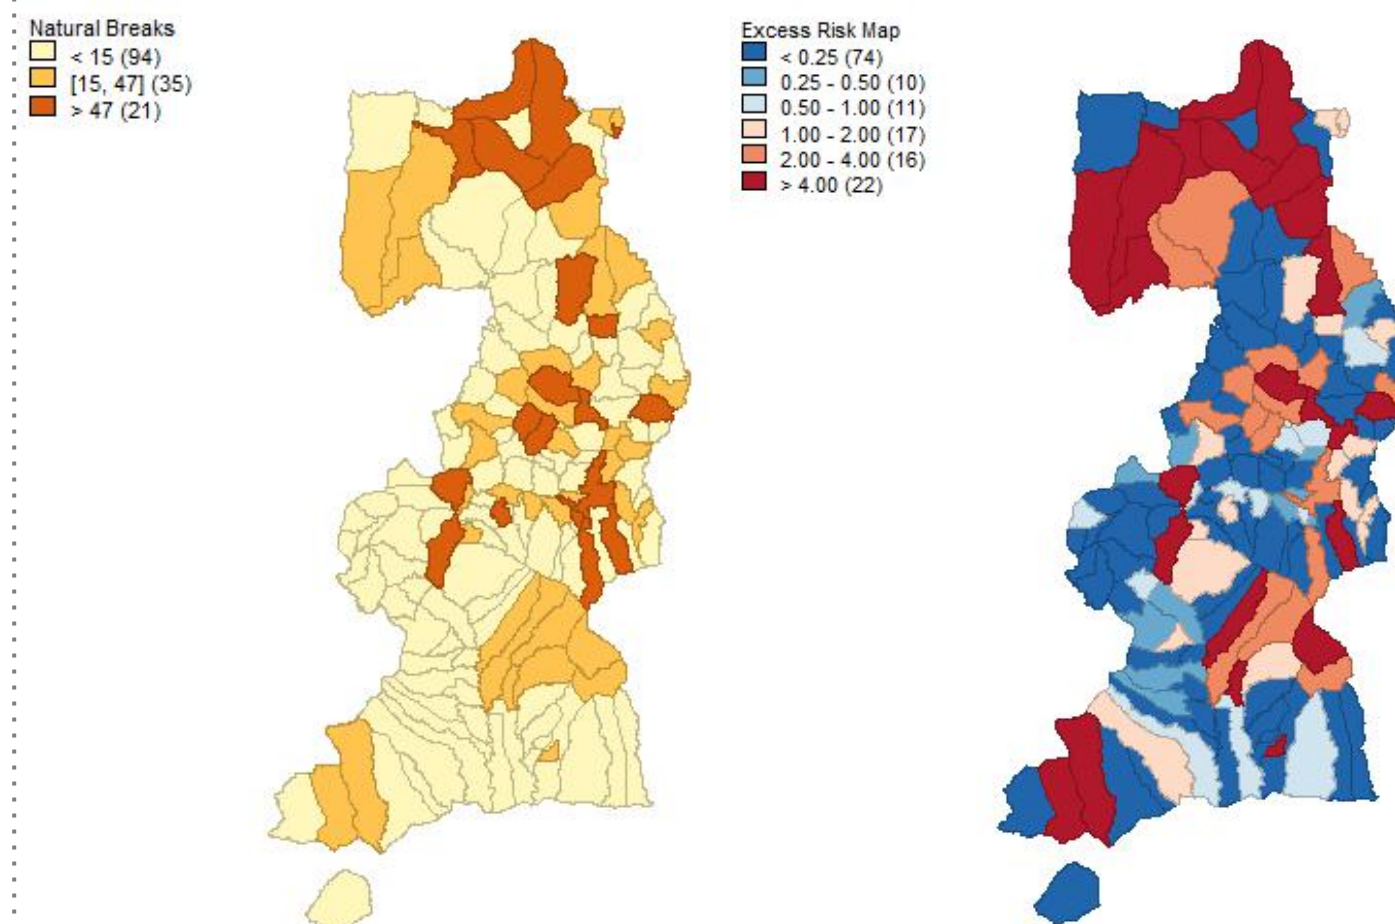 Natural Breaks
< 15 (94)
[15, 47] (35)
> 47 (21)
Excess Risk Map
< 0.25 (74)
0.25 - 0.50 (10)
0.50 - 1.00 (11)
1.00 - 2.00 (17)
2.00 - 4.00 (16)
> 4.00 (22)